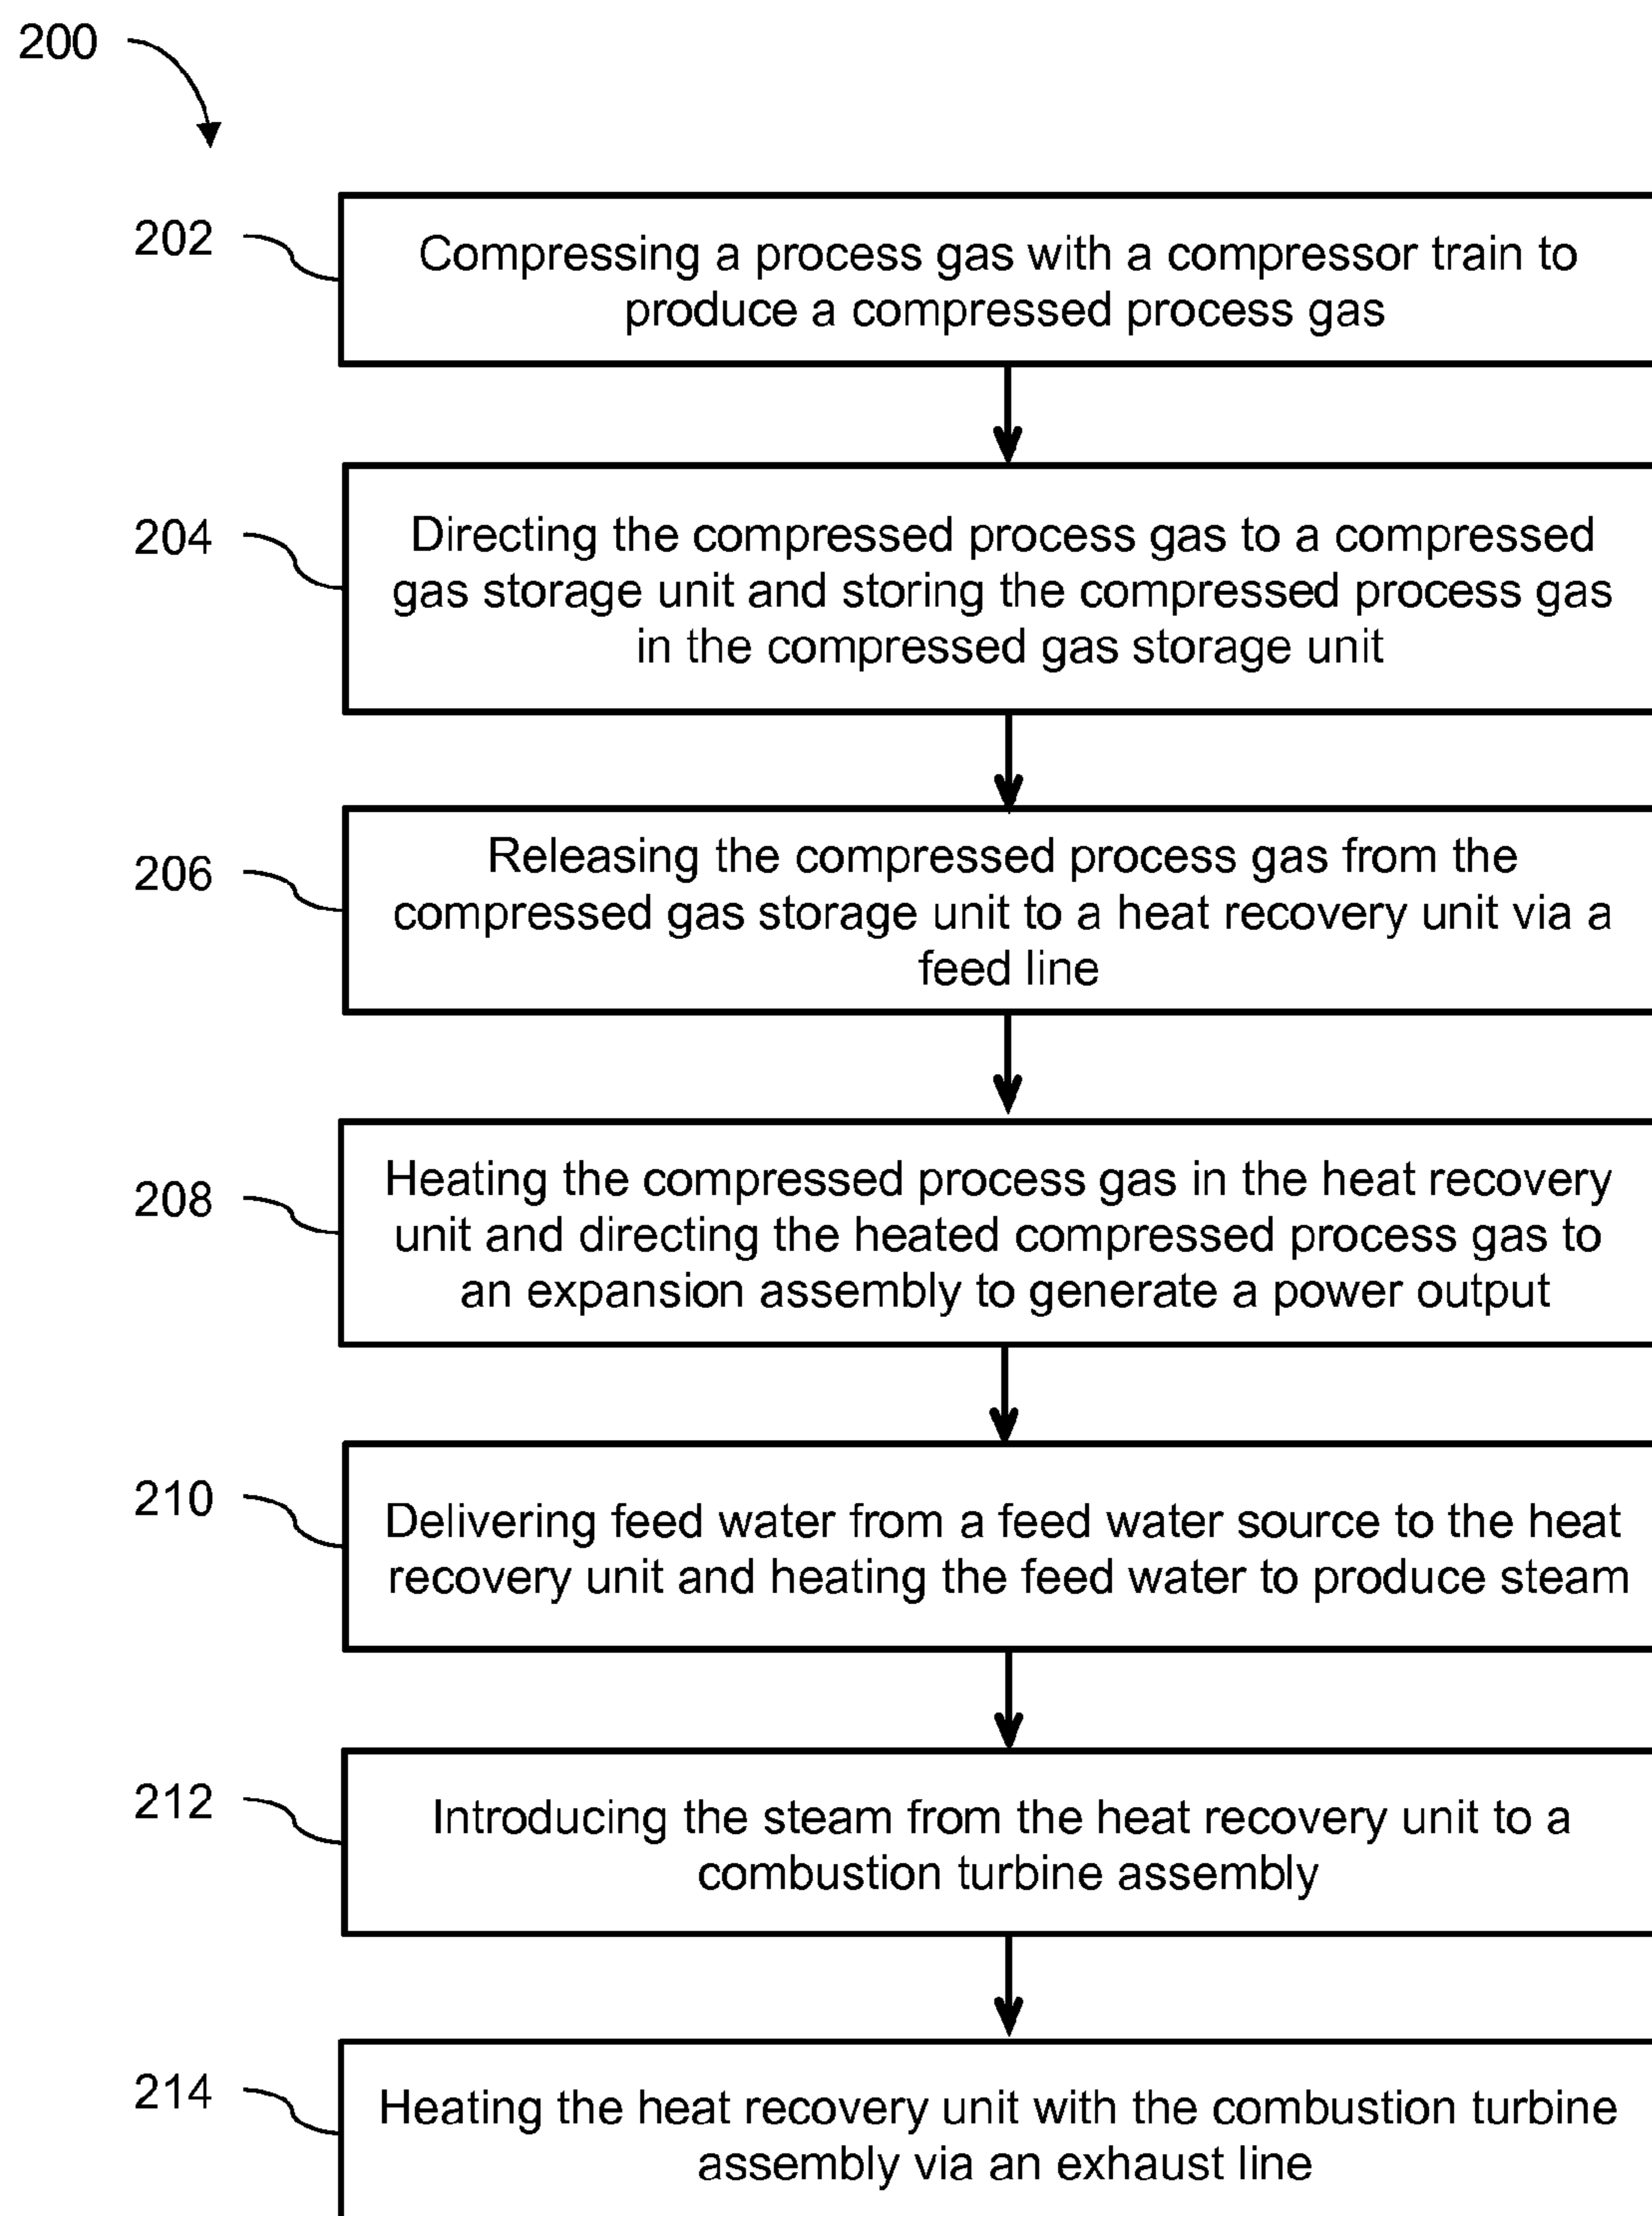 200
202
Compressing a process gas with a compressor train to
produce a compressed process gas
204
Directing the compressed process gas to a compressed
gas storage unit and storing the compressed process gas
in the compressed gas storage unit
206
Releasing the compressed process gas from the
compressed gas storage unit to a heat recovery unit via a
feed line
208
Heating the compressed process gas in the heat recovery
unit and directing the heated compressed process gas to
an expansion assembly to generate a power output
210
Delivering feed water from a feed water source to the heat
recovery unit and heating the feed water to produce steam
212
Introducing the steam from the heat recovery unit to a
combustion turbine assembly
214
Heating the heat recovery unit with the combustion turbine
assembly via an exhaust line